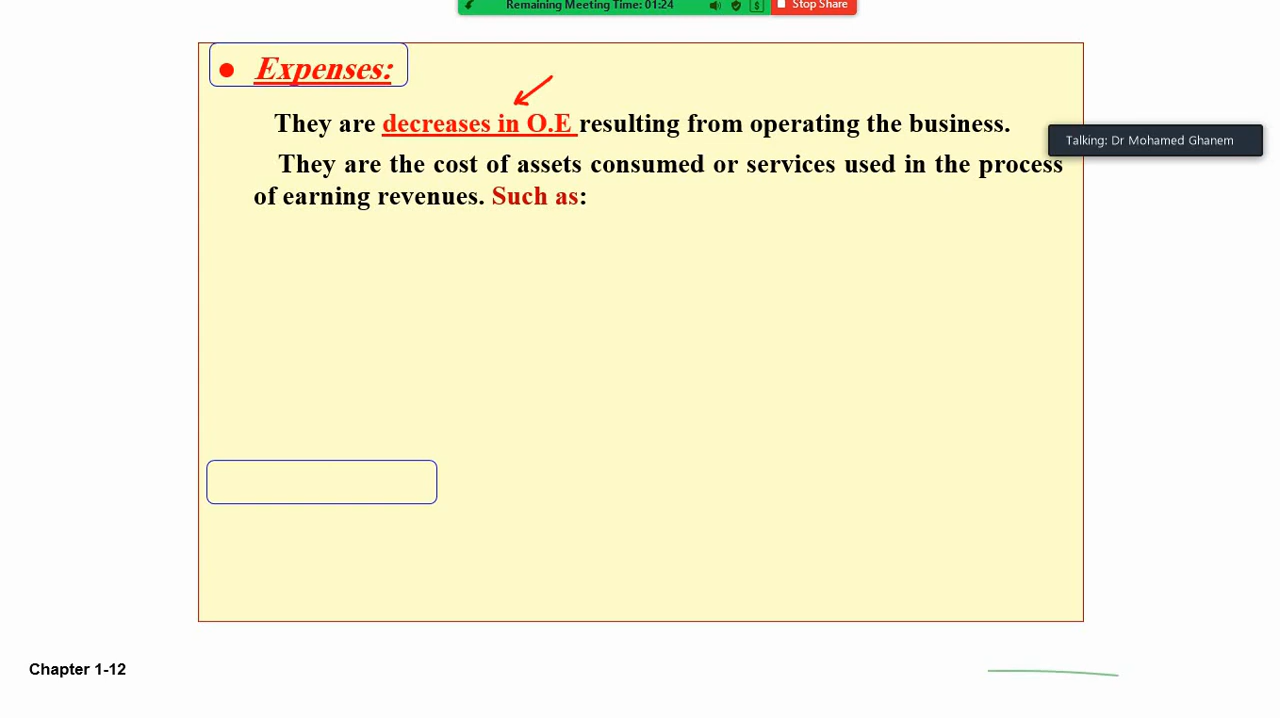 Remaining Meeting Time: 01:24
Stop Share
• Expenses:
They are decreases in O.E resulting from operating the business.
Talking: Dr Mohamed Ghanem
They are the cost of assets consumed or services used in the process
of earning revenues. Such as:
Chapter 1-12